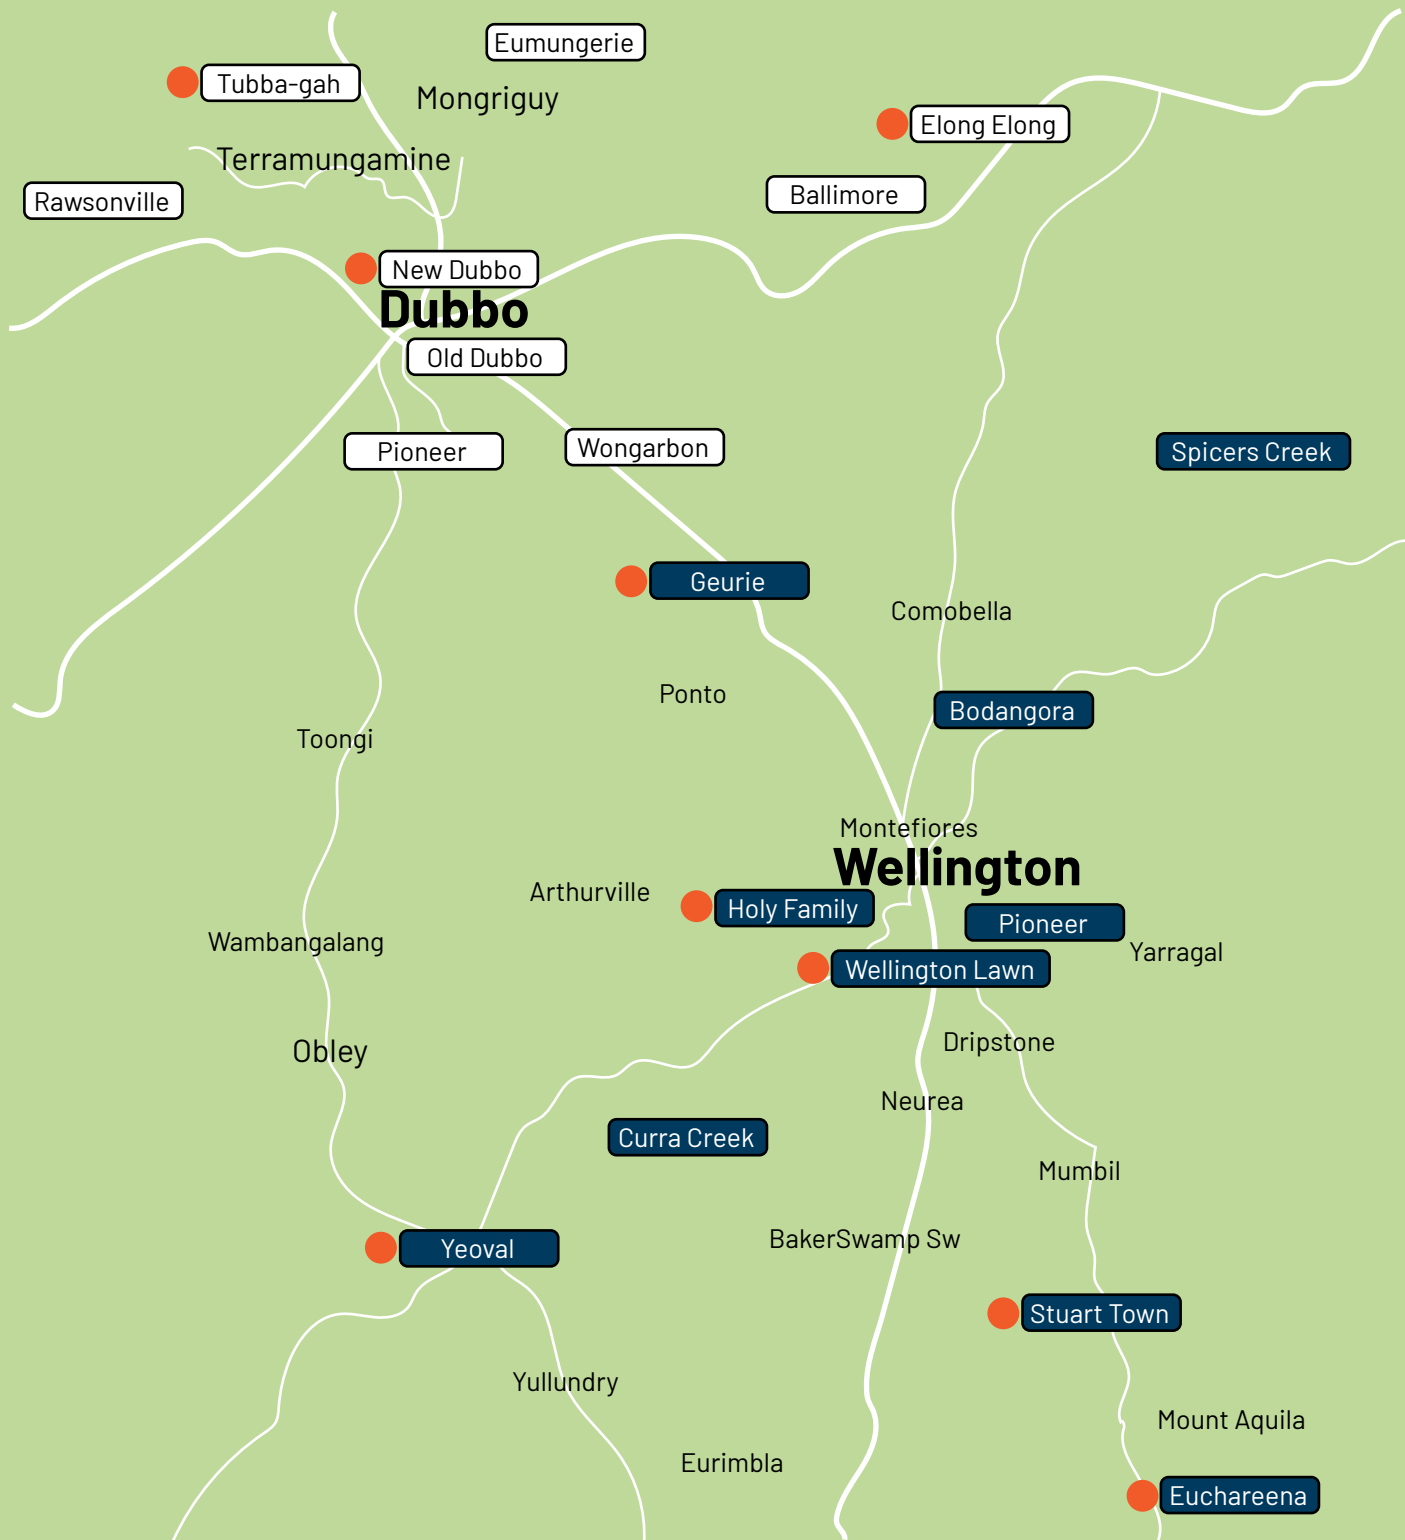 Eumungerie
Tubba-gah
Mongriguy
Elong Elong
Terramungamine
Ballimore
Rawsonville
New Dubbo
Dubbo
Old Dubbo
Pioneer
Wongarbon
Spicers Creek
Geurie
Comobella
Ponto
Bodangora
Toongi
Montefiores
Wellington
Arthurville
Holy Family
Pioneer
Wambangalang
Yarragal
Wellington Lawn
Dripstone
Obley
Neurea
Curra Creek
Mumbil
BakerSwamp Sw
Yeoval
Stuart Town
Yullundry
Mount Aquila
Eurimbla
Euchareena